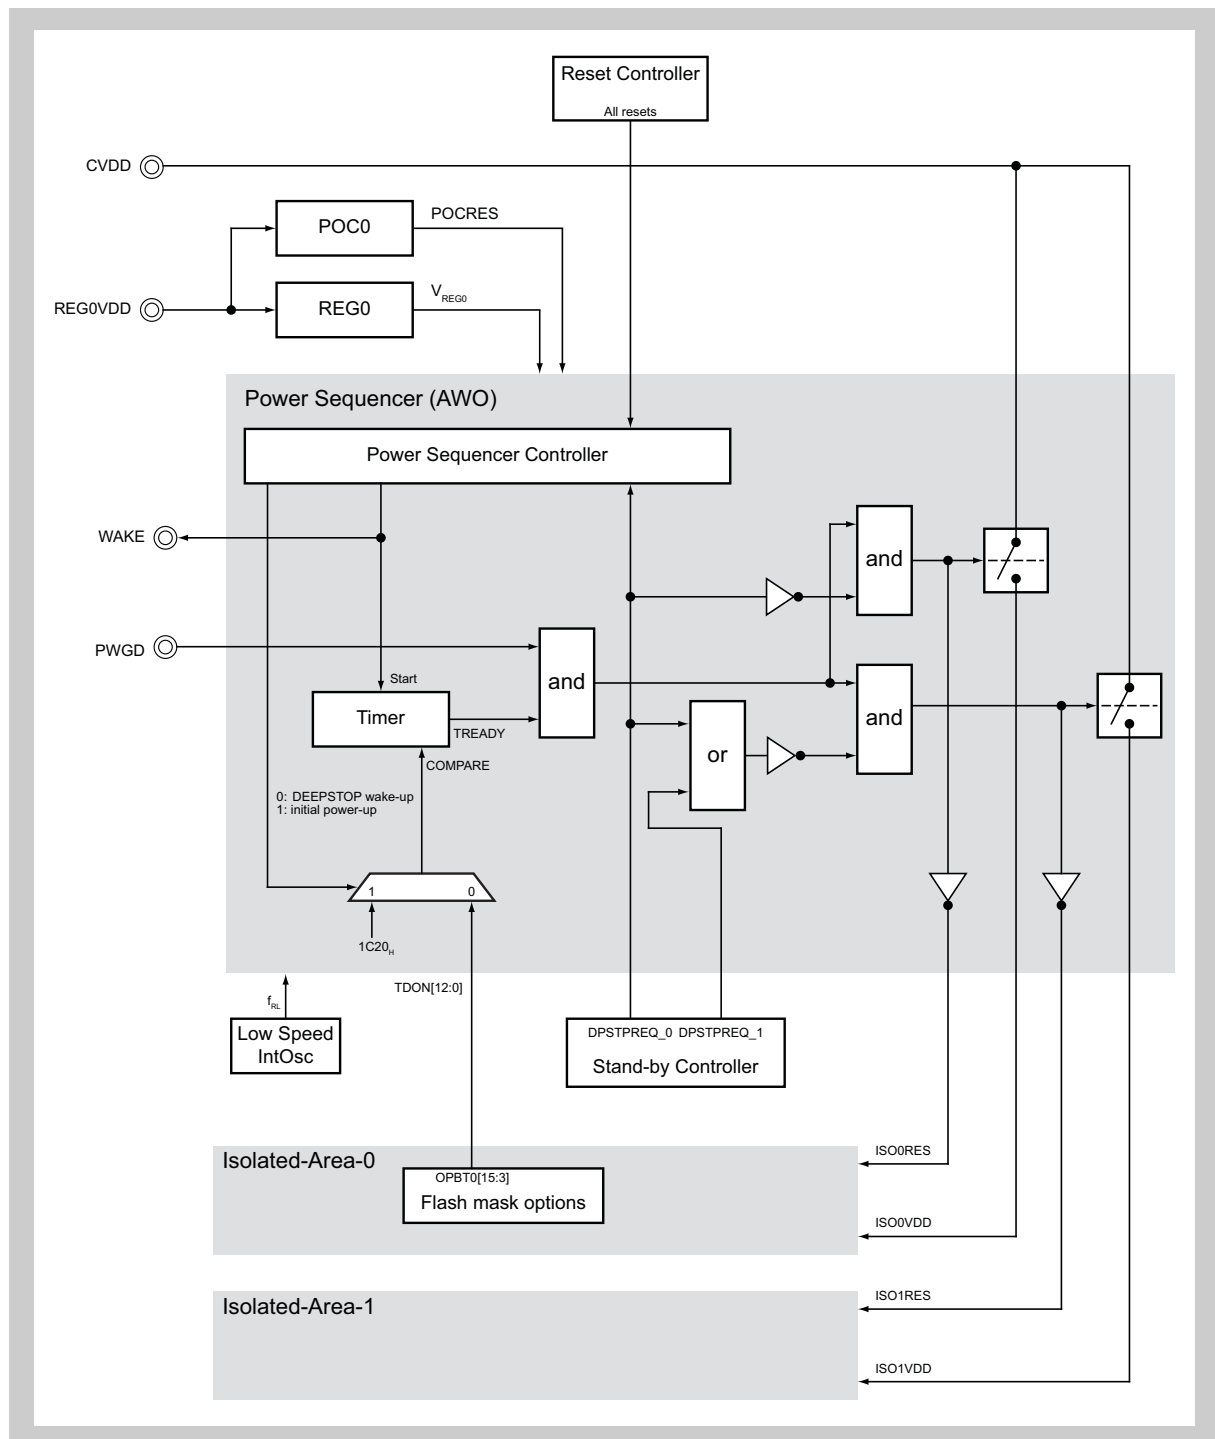 Reset Controller
All resets
CVDD
POC0
POCRES
REG0VDD
REG0
VREG0
Power Sequencer (AWO)
Power Sequencer Controller
WAKE
and
PWGD
and
Start
Timer
TREADY
and
or
COMPARE
0: DEEPSTOP wake-up
1: initial power-up
1 0
1C20H
TDON[12:0]
fRL
Low Speed
IntOsc
DPSTPREQ_0 DPSTPREQ_1
Stand-by Controller
ISO0RES
Isolated-Area-0
OPBT0[15:3]
Flash mask options
ISO0VDD
ISO1RES
Isolated-Area-1
ISO1VDD